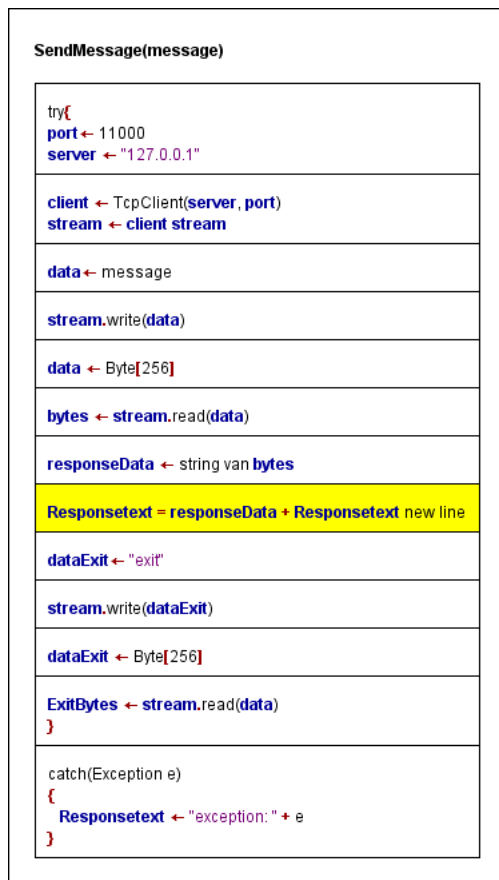 SendMessage(message)
try{
port ← 11000
server ← "127.0.0.1"
client ← TcpClient(server, port)
stream ← client stream
data ← message
stream.write(data)
data ← Byte[256]
bytes ← stream.read(data)
responseData ← string van bytes
Responsetext = responseData + Responsetext new line
dataExit ← "exit"
stream.write(dataExit)
dataExit ← Byte[256]
ExitBytes ← stream.read(data)
}
catch(Exception e)
{
Responsetext ← "exception: " + e
}